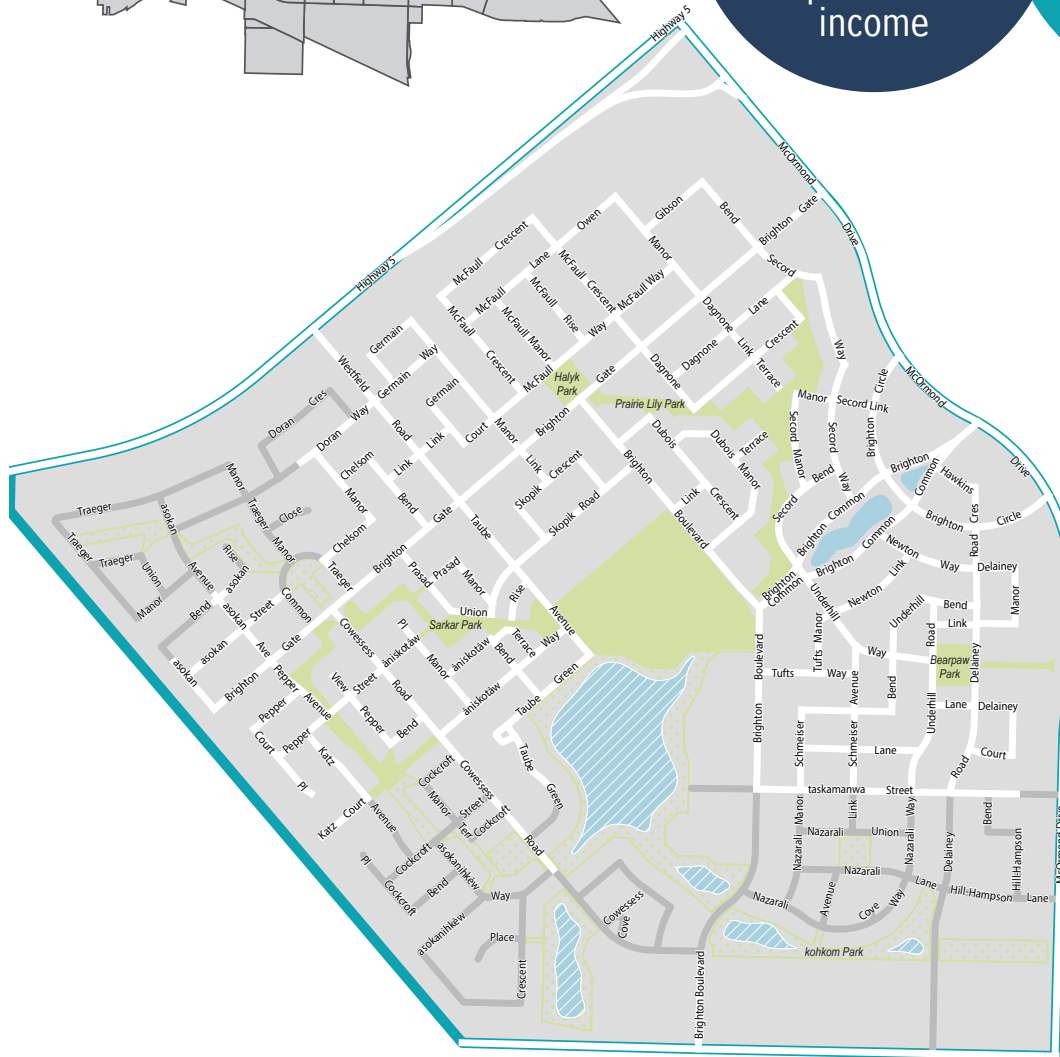 income
Highway 5
McOrmond
Drive
Brighton Gate
Gibson
Bend
Owen
Manor
Secord
Crescent
McFaull
Lane
McFaull
Crescent
McFaull Way
Highway 5
McFaull
McFaull
Rise
McFaull Manor
Way
McFaull
Crescent
McFaull
Dagnone
Lane
Link
Crescent
Terrace
Dagnone
Dagnone
Way
Germain
Way
Westfield
Road
Germain
Germain
Link
Court
Manor
Link
Gate
Brighton
Halyk
Park
Prairie Lily Park
Circle
McOrmond
Drive
Manor
Secord Link
Secord Manor
Secord
Way
Brighton
Doran
Cres
Doran
Way
Chelsom
Manor
Link
Bend
Gate
Chelsom
Brighton
Crescent
Skopik
Skopik
Road
Taube
Avenue
Dubois
Dubois
Manor
Terrace
Link
Crescent
Brighton
Boulevard
Secord
Bend
Brighton
Common
Brighton
Common
Hawkins
Cres
Road
Brighton
Circle
Brighton
Common
Newton
Way
Link
Newton
Delaney
Manor
Traeger
Manor
Traeger
Manor
Close
asokan
Traeger
Traeger
Union
Manor
Avenue
Rise
asokan
Bend
asokan
Ave
Street
asokan
asokan
Common
Traeger
Gate
Brighton
Prasad
Prasad
Manor
Union
Rise
Sarkar Park
Pl
Cowessess
Road
âniskotâw
Manor
âniskotâw
Terrace
Bend
Way
âniskotâw
Green
Taube
Taube
Green
Pepper
Avenue
View
Street
Pepper
Bend
Pepper
Court
Pepper
Pl
Katz
Katz
Court
Avenue
Brighton
Common
Underhill
Underhill
Bend
Link
Road
Manor
Tufts
Tufts
Way
Way
Avenue
Bend
Bearpaw
Park
Delainey
Underhill
Lane
Delainey
Boulevard
Brighton
Schmeiser
Schmeiser
Lane
Court
Road
taskamanwa
Street
Cockcroft
Manor
Cowessess
Street
Terr
Cockcroft
Road
Cockcroft
asokanihkêw
Pl
Cockcroft
Bend
asokanihkêw
Way
Place
Crescent
Cowessess
Cove
Manor
Nazarali
Link
Nazarali
Union
Way
Nazarali
Nazarali
Lane
Nazarali
Avenue
Cove
Way
Delainey
Bend
Hill-Hampson
Hill-Hampson
Lane
McOrmond Drive
kohkom Park
Brighton Boulevard